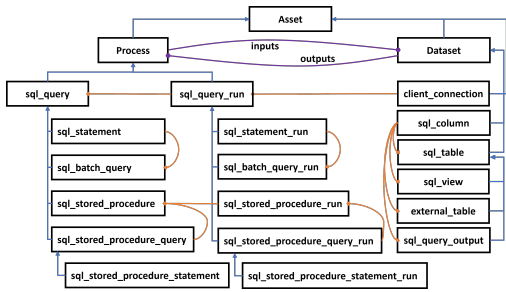 Asset
Process
inputs
outputs
Dataset
sql_query
sql_query_run
client_connection
sql_statement
sql_statement_run
sql_column
sql_batch_query
sql_batch_query_run
sql_table
sql_view
sql_stored_procedure
sql_stored_procedure_run
external_table
sql_stored_procedure_query
sql_stored_procedure_query_run
sql_query_output
sql_stored_procedure_statement
sql_stored_procedure_statement_run